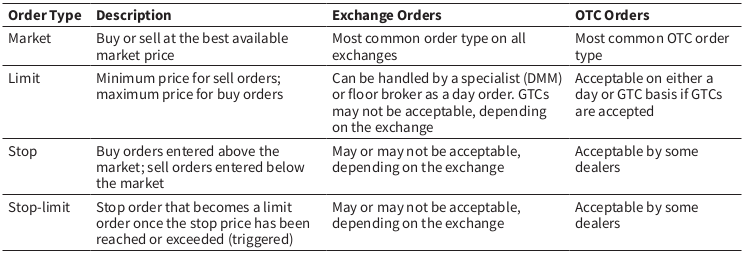 Order Type Description Exchange Orders OTC Orders
Market Buy or sell at the best available Most common order type on all Most common OTC order
market price exchanges type
Limit Minimum price for sell orders; Can be handled by a specialist (DMM) Acceptable on either a
maximum price for buy orders or floor broker as a day order. GTCs day or GTC basis if GTCs
may not be acceptable, depending are accepted
on the exchange
Stop Buy orders entered above the May or may not be acceptable, Acceptable by some
market; sell orders entered below depending on the exchange dealers
the market
Stop-limit Stop order that becomes a limit May or may not be acceptable, Acceptable by some
order once the stop price has been depending on the exchange dealers
reached or exceeded (triggered)